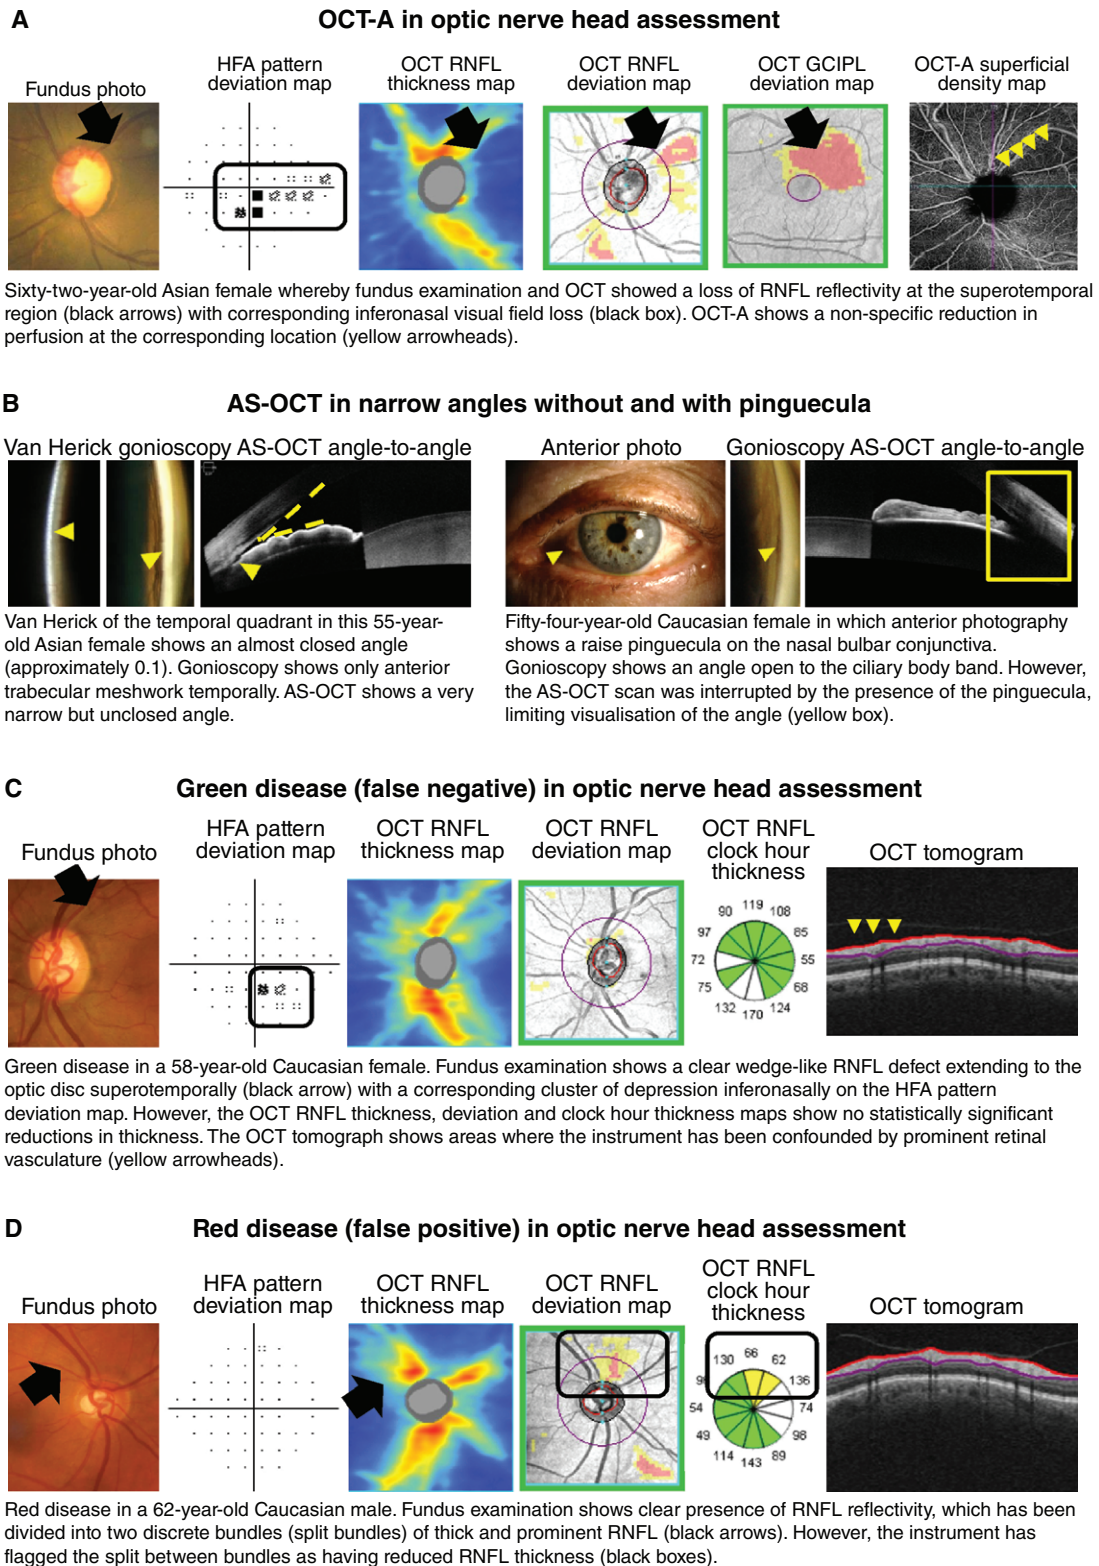 A
OCT-A in optic nerve head assessment
Fundus photo
HFA pattern
deviation map
OCT RNFL
thickness map
OCT RNFL
deviation map
OCT GCIPL
deviation map
OCT-A superficial
density map
Sixty-two-year-old Asian female whereby fundus examination and OCT showed a loss of RNFL reflectivity at the superotemporal
region (black arrows) with corresponding inferonasal visual field loss (black box). OCT-A shows a non-specific reduction in
perfusion at the corresponding location (yellow arrowheads).
B
AS-OCT in narrow angles without and with pinguecula
Van Herick gonioscopy AS-OCT angle-to-angle
Anterior photo
Gonioscopy AS-OCT angle-to-angle
Van Herick of the temporal quadrant in this 55-year-
old Asian female shows an almost closed angle
(approximately 0.1). Gonioscopy shows only anterior
trabecular meshwork temporally. AS-OCT shows a very
narrow but unclosed angle.
Fifty-four-year-old Caucasian female in which anterior photography
shows a raise pinguecula on the nasal bulbar conjunctiva.
Gonioscopy shows an angle open to the ciliary body band. However,
the AS-OCT scan was interrupted by the presence of the pinguecula,
limiting visualisation of the angle (yellow box).
C
Green disease (false negative) in optic nerve head assessment
Fundus photo
HFA pattern
deviation map
OCT RNFL
thickness map
OCT RNFL
deviation map
OCT RNFL
clock hour
thickness
OCT tomogram
119
90 108
97 85
72 55
75 68
132 124
170
Green disease in a 58-year-old Caucasian female. Fundus examination shows a clear wedge-like RNFL defect extending to the
optic disc superotemporally (black arrow) with a corresponding cluster of depression inferonasally on the HFA pattern
deviation map. However, the OCT RNFL thickness, deviation and clock hour thickness maps show no statistically significant
reductions in thickness. The OCT tomograph shows areas where the instrument has been confounded by prominent retinal
vasculature (yellow arrowheads).
D
Red disease (false positive) in optic nerve head assessment
Fundus photo
HFA pattern
deviation map
OCT RNFL
thickness map
OCT RNFL
deviation map
OCT RNFL
clock hour
thickness
OCT tomogram
66
130 62
136
54 74
49 98
114 89
143
Red disease in a 62-year-old Caucasian male. Fundus examination shows clear presence of RNFL reflectivity, which has been
divided into two discrete bundles (split bundles) of thick and prominent RNFL (black arrows). However, the instrument has
flagged the split between bundles as having reduced RNFL thickness (black boxes).